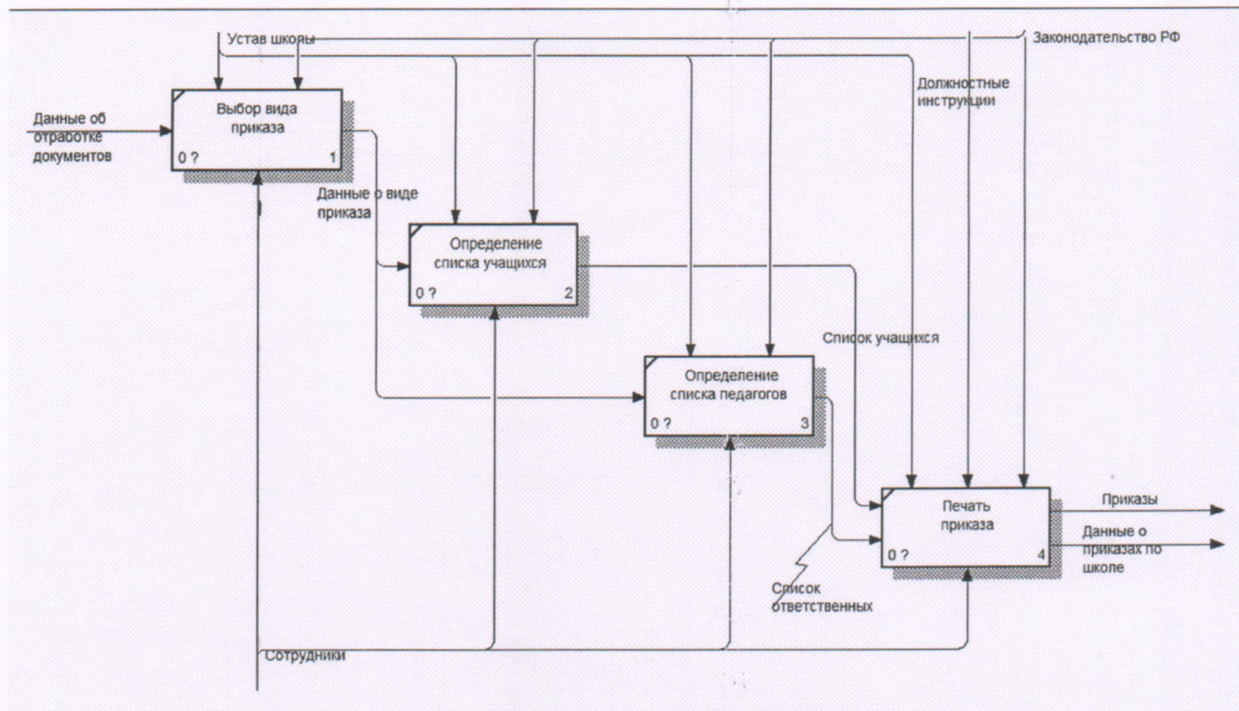 Устав школы
Законодательство РФ
Должностные
инструкции
Данные об
отработке
документов
Выбор вида
приказа
0 ?
1
Данные о виде
приказа
Определение
списка учащихся
0 ?
2
Список учащихся
Определение
списка педагогов
0 ?
3
Печать
приказа
0 ?
4
Приказы
Данные о
приказах по
школе
Список
ответственных
Сотрудники